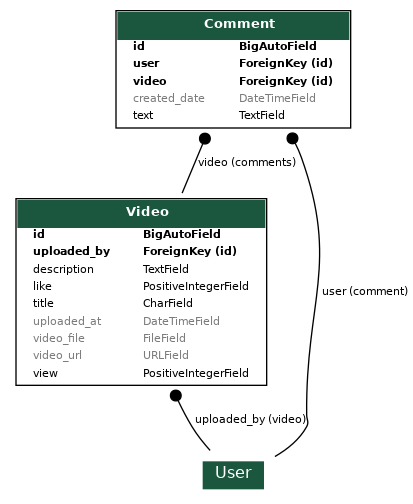 Comment
id BigAutoField
user ForeignKey (id)
video ForeignKey (id)
created_date DateTimeField
text TextField
video (comments)
Video
id BigAutoField
uploaded_by ForeignKey (id)
description TextField
like PositiveIntegerField
title CharField
uploaded_at DateTimeField
video_file FileField
video_url URLField
view PositiveIntegerField
user (comment)
uploaded_by (video)
User